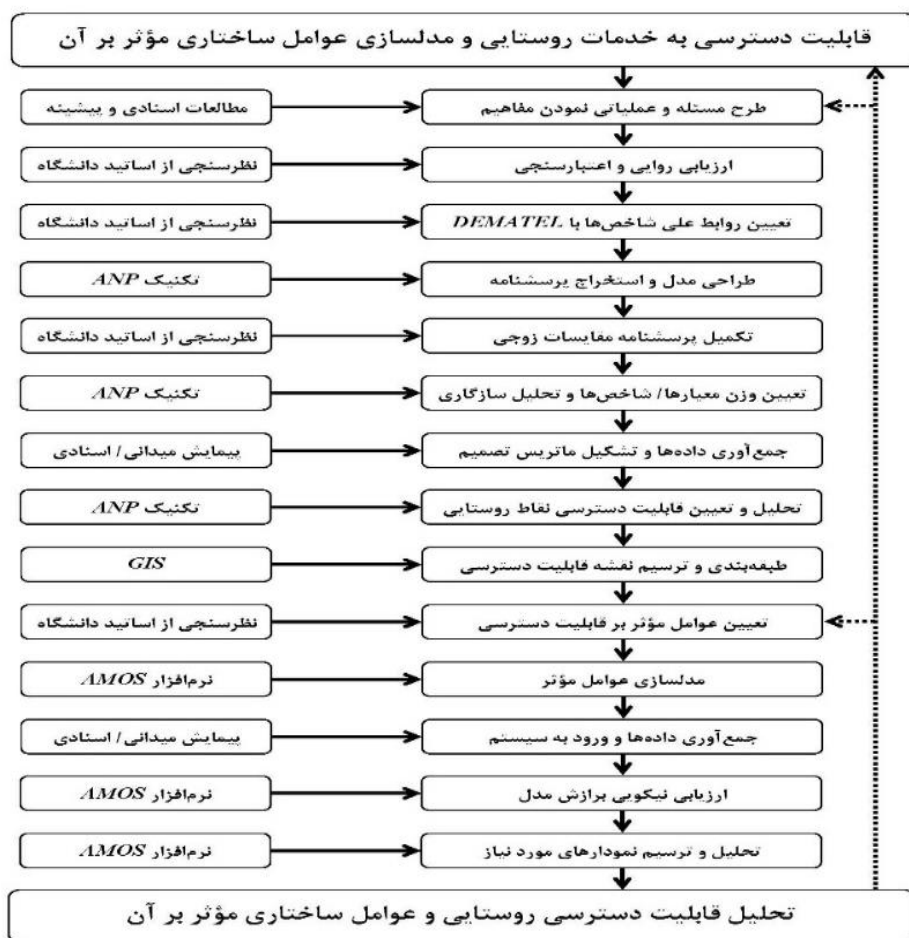 قابلیت دسترسی به خدمات روستایی و مدلسازی عوامل ساختاری مؤثر بر آن
طرح مسئله و عملیاتی نمودن مفاهیم
مطالعات اسنادی و پیشینه
ارزیابی روایی و اعتبارسنجی
نظرسنجی از اساتید دانشگاه
تعیین روابط علی شاخص‌ها با DEMATEL
نظرسنجی از اساتید دانشگاه
طراحی مدل و استخراج پرسشنامه
تکنیک ANP
تکمیل پرسشنامه مقایسات زوجی
نظرسنجی از اساتید دانشگاه
تعیین وزن معیارها/ شاخص‌ها و تحلیل سازگاری
تکنیک ANP
جمع‌آوری داده‌ها و تشکیل ماتریس تصمیم
پیمایش میدانی/ اسنادی
تحلیل و تعیین قابلیت دسترسی نقاط روستایی
تکنیک ANP
طبقه‌بندی و ترسیم نقشه قابلیت دسترسی
GIS
تعیین عوامل مؤثر بر قابلیت دسترسی
نظرسنجی از اساتید دانشگاه
مدلسازی عوامل مؤثر
نرم‌افزار AMOS
جمع‌آوری داده‌ها و ورود به سیستم
پیمایش میدانی/ اسنادی
ارزیابی نیکویی برازش مدل
نرم‌افزار AMOS
تحلیل و ترسیم نمودارهای مورد نیاز
نرم‌افزار AMOS
تحلیل قابلیت دسترسی روستایی و عوامل ساختاری مؤثر بر آن